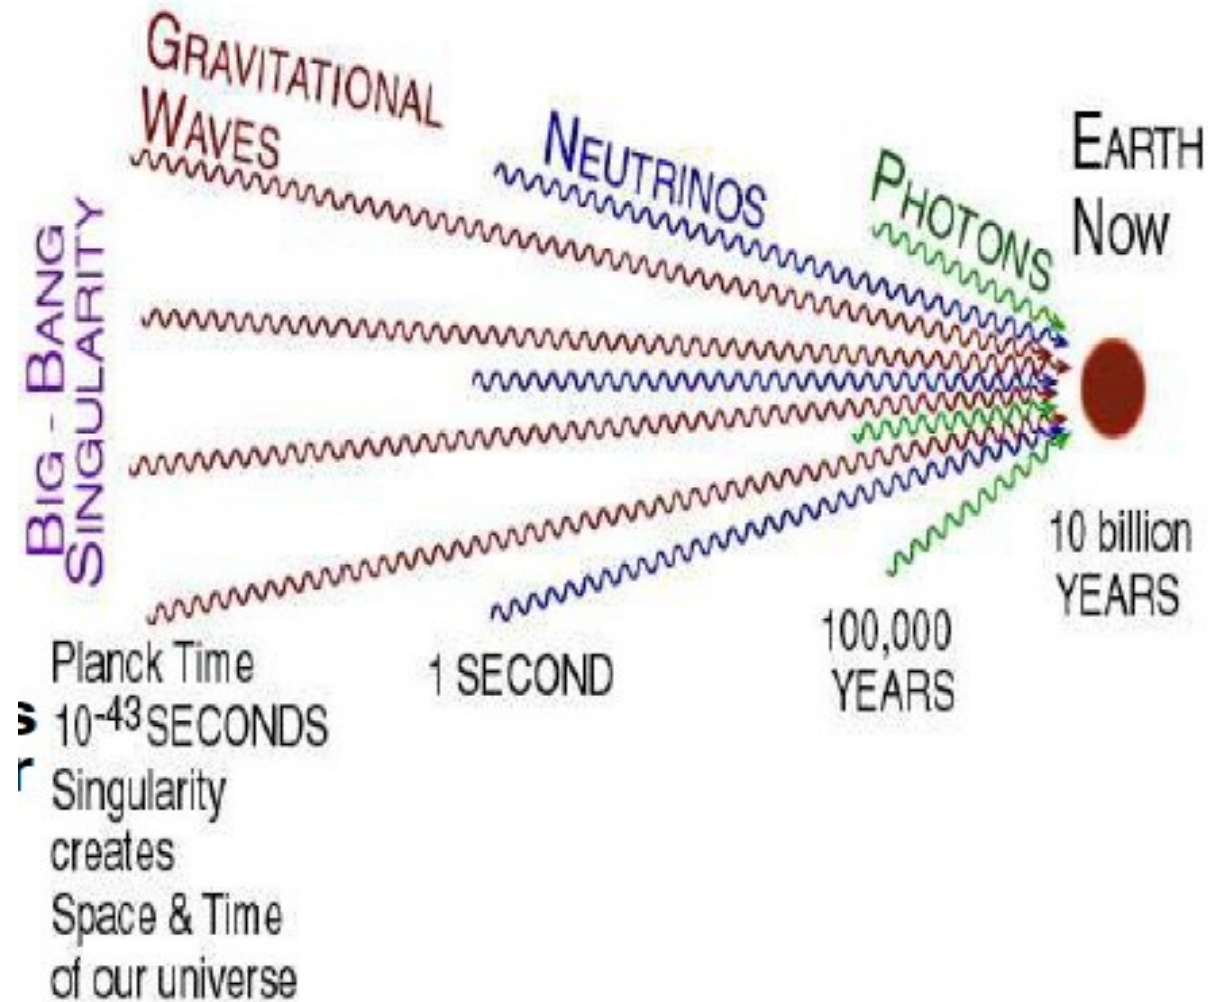 GRAVITATIONAL
WAVES
NEUTRINOS
PHOTONS
EARTH
NOW
BIG - BANG
SINGULARITY
10 billion
YEARS
100,000
YEARS
1 SECOND
Planck Time
s 10-43 SECONDS
r Singularity
creates
Space & Time
of our universe